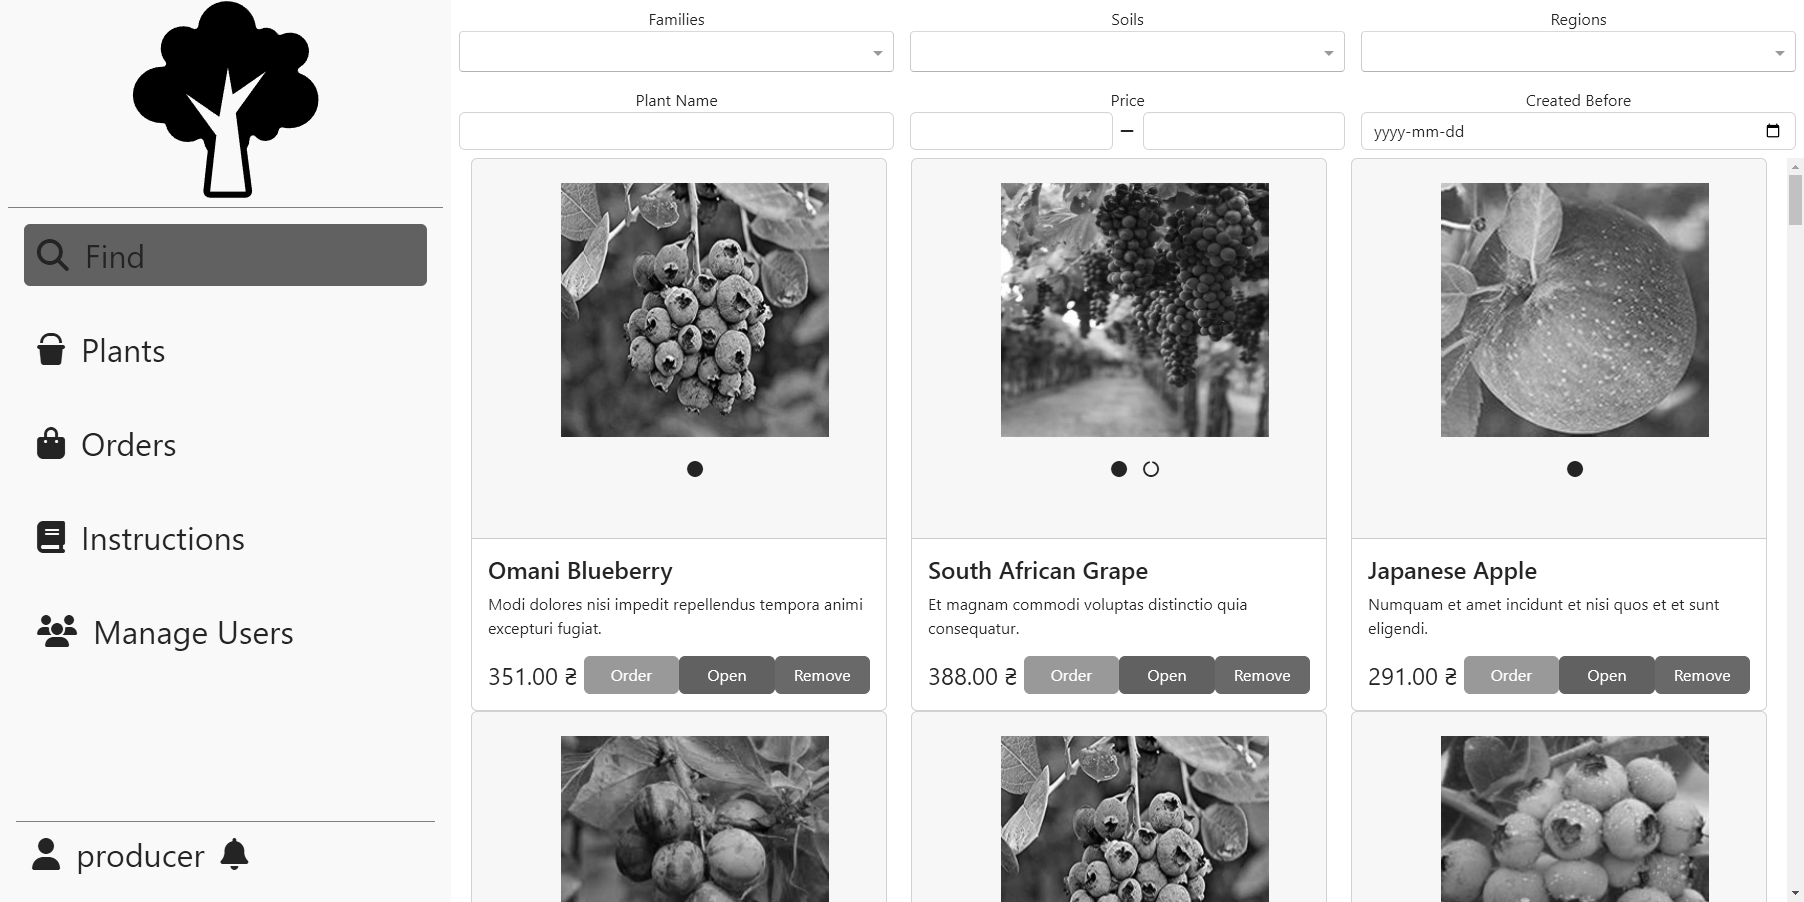 Find
Plants
Orders
Instructions
Manage Users
producer
Families
Soils
Regions
Plant Name
Price
Created Before
–
yyyy-mm-dd
Omani Blueberry
Modi dolores nisi impedit repellendus tempora animi
excepturi fugiat.
351.00 ₴ Order Open Remove
South African Grape
Et magnam commodi voluptas distinctio quia
consequatur.
388.00 ₴ Order Open Remove
Japanese Apple
Numquam et amet incidunt et nisi quos et et sunt
eligendi.
291.00 ₴ Order Open Remove